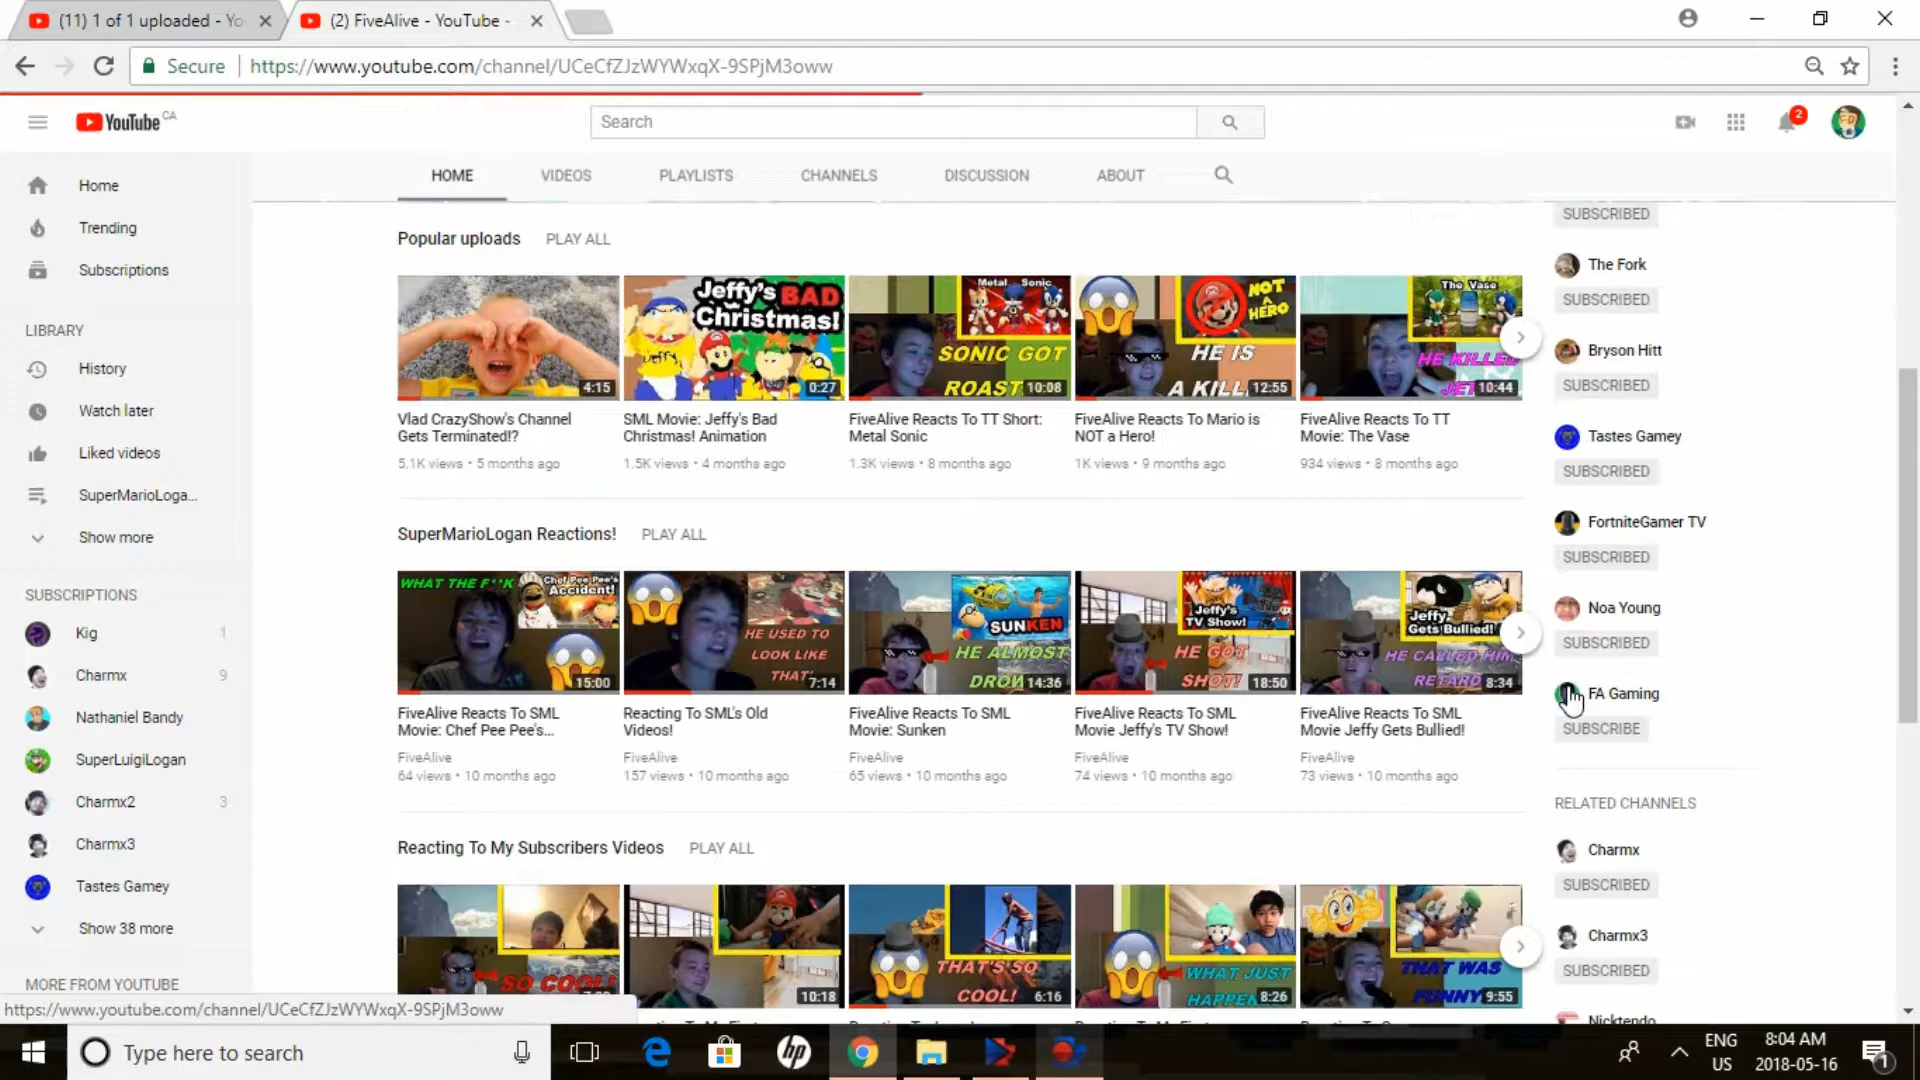 (11) 1 of 1 uploaded - Yo
(2) FiveAlive - YouTube -
Secure
https://www.youtube.com/channel/UCeCfZJzWYWxqX-9SPjM3oww
YouTube CA
Search
2
HOME
VIDEOS
PLAYLISTS
CHANNELS
DISCUSSION
ABOUT
Home
Trending
Subscriptions
LIBRARY
History
Watch later
Liked videos
SuperMarioLoga...
Show more
SUBSCRIPTIONS
Kig 1
Charmx 9
Nathaniel Bandy
SuperLuigiLogan
Charmx2 3
Charmx3
Tastes Gamey
Show 38 more
MORE FROM YOUTUBE
Popular uploads PLAY ALL
4:15
Vlad CrazyShow's Channel
Gets Terminated!?
5.1K views • 5 months ago
Jeffy's BAD
Christmas!
Jeffy
0:27
SML Movie: Jeffy's Bad
Christmas! Animation
1.5K views • 4 months ago
Metal Sonic
SONIC GOT
ROAST
10:08
FiveAlive Reacts To TT Short:
Metal Sonic
1.3K views • 8 months ago
NOT
A
HERO
HE IS
A KILL
12:55
FiveAlive Reacts To Mario is
NOT a Hero!
1K views • 9 months ago
The Vase
HE KILLED
10:44
FiveAlive Reacts To TT
Movie: The Vase
934 views • 8 months ago
SuperMarioLogan Reactions! PLAY ALL
WHAT THE F**K
Chef Pee Pee's
Accident!
15:00
FiveAlive Reacts To SML
Movie: Chef Pee Pee's...
FiveAlive
64 views • 10 months ago
HE USED TO
LOOK LIKE
THAT
7:14
Reacting To SML's Old
Videos!
FiveAlive
157 views • 10 months ago
SUNKEN
HE ALMOST
DROW
14:36
FiveAlive Reacts To SML
Movie: Sunken
FiveAlive
65 views • 10 months ago
Jeffy's
TV Show!
HE GOT
SHOT!
18:50
FiveAlive Reacts To SML
Movie Jeffy's TV Show!
FiveAlive
74 views • 10 months ago
Jeffy
Gets Bullied!
HE CALLED HIM
RETARD
8:34
FiveAlive Reacts To SML
Movie Jeffy Gets Bullied!
FiveAlive
73 views • 10 months ago
Reacting To My Subscribers Videos PLAY ALL
SO COOL!
10:18
THAT'S SO
COOL!
6:16
WHAT JUST
HAPPEN
8:26
THAT WAS
FUNNY
9:55
SUBSCRIBED
The Fork
SUBSCRIBED
Bryson Hitt
SUBSCRIBED
Tastes Gamey
SUBSCRIBED
FortniteGamer TV
SUBSCRIBED
Noa Young
SUBSCRIBED
FA Gaming
SUBSCRIBE
RELATED CHANNELS
Charmx
SUBSCRIBED
Charmx3
SUBSCRIBED
Nicktendo
https://www.youtube.com/channel/UCeCfZJzWYWxqX-9SPjM3oww
Type here to search
hp
ENG
US
8:04 AM
2018-05-16
1